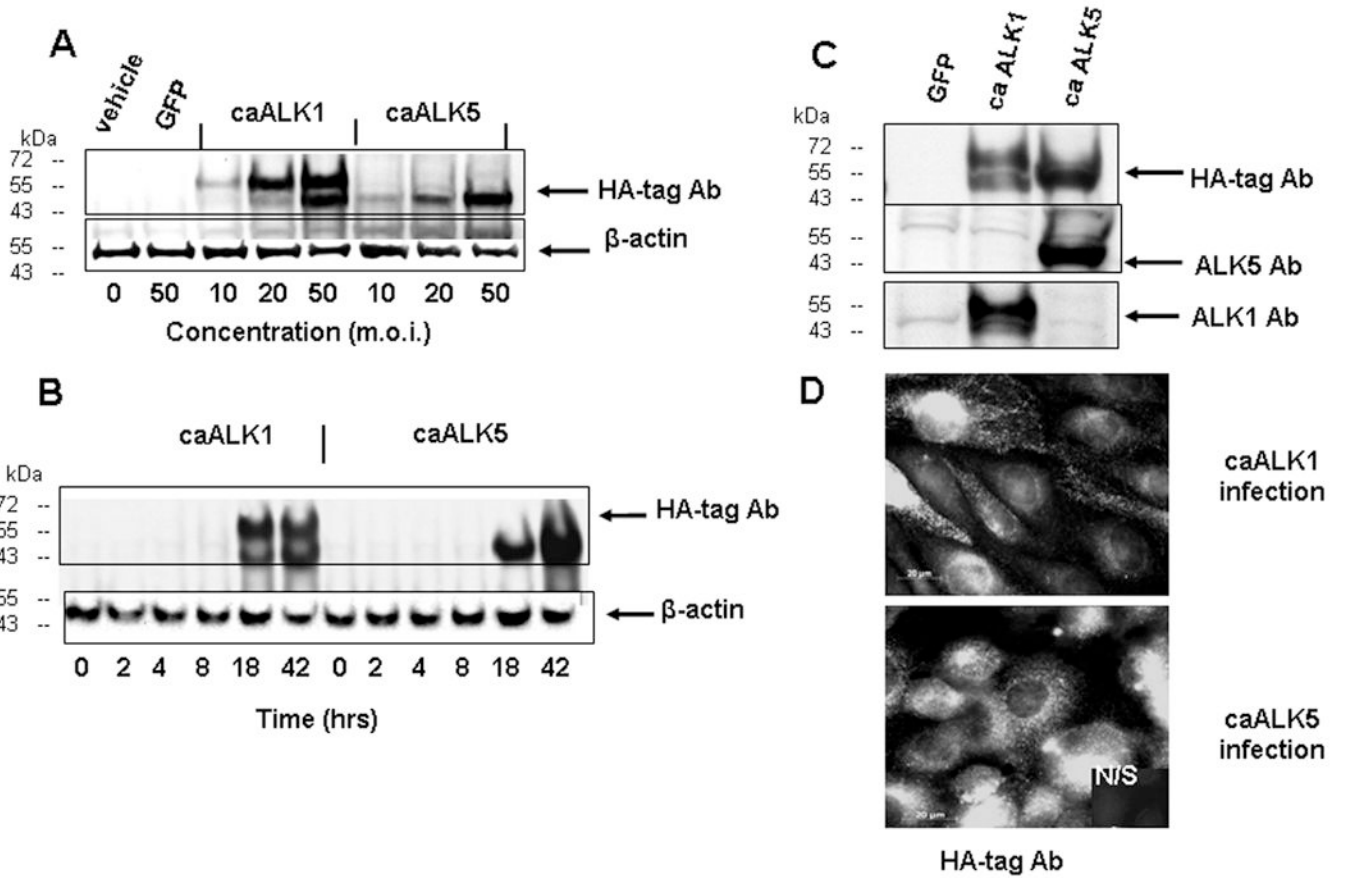 A
vehicle
GFP
caALK1
caALK5
kDa
72 --
55 --
43 --
HA-tag Ab
β-actin
55 --
43 --
0 50 10 20 50 10 20 50
Concentration (m.o.i.)
B
caALK1 | caALK5
kDa
72 --
55 --
43 --
HA-tag Ab
55 --
43 --
β-actin
0 2 4 8 18 42 0 2 4 8 18 42
Time (hrs)
C
GFP
ca ALK1
ca ALK5
kDa
72 --
55 --
43 --
HA-tag Ab
55 --
43 --
ALK5 Ab
55 --
43 --
ALK1 Ab
D
20 µm
caALK1
infection
N/S
20 µm
caALK5
infection
HA-tag Ab